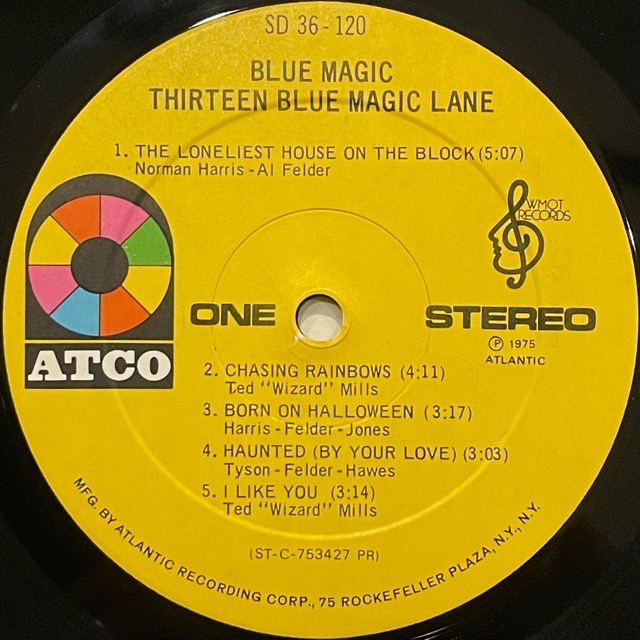 SD 36-120
BLUE MAGIC
THIRTEEN BLUE MAGIC LANE
1. THE LONELIEST HOUSE ON THE BLOCK (5:07)
Norman Harris - Al Felder
WMOT
RECORDS
ATCO
ONE
STEREO
℗ 1975
ATLANTIC
2. CHASING RAINBOWS (4:11)
Ted "Wizard" Mills
3. BORN ON HALLOWEEN (3:17)
Harris - Felder - Jones
4. HAUNTED (BY YOUR LOVE) (3:03)
Tyson - Felder - Hawes
5. I LIKE YOU (3:14)
Ted "Wizard" Mills
(ST-C-753427 PR)
MFG. BY ATLANTIC RECORDING CORP., 75 ROCKEFELLER PLAZA, N.Y., N.Y.